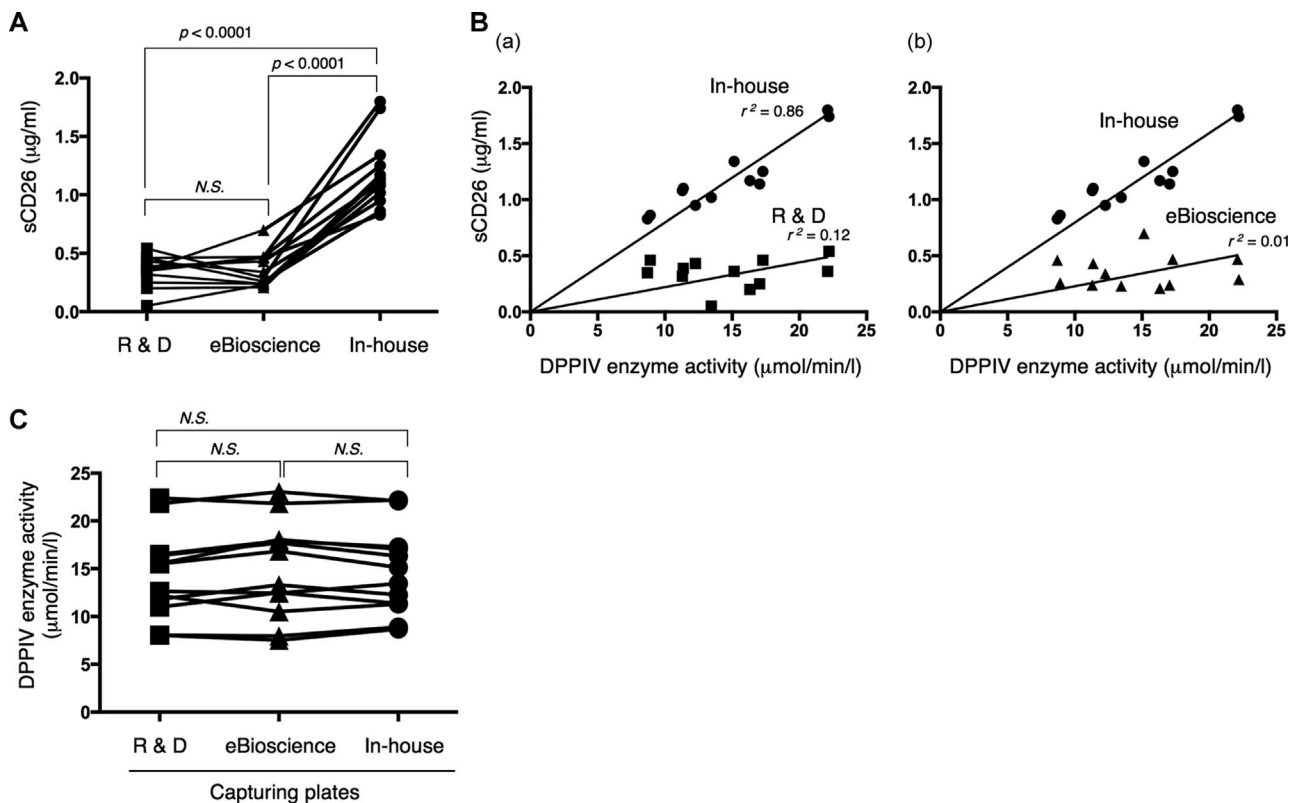 A
p < 0.0001
p < 0.0001
N.S.
sCD26 (μg/ml)
2.0
1.5
1.0
0.5
0.0
R & D
eBioscience
In-house
B
(a)
In-house
r² = 0.86
R & D
r² = 0.12
sCD26 (μg/ml)
2.0
1.5
1.0
0.5
0.0
0
5
10
15
20
25
DPPIV enzyme activity (μmol/min/l)
(b)
In-house
eBioscience
r² = 0.01
2.0
1.5
1.0
0.5
0.0
0
5
10
15
20
25
DPPIV enzyme activity (μmol/min/l)
C
N.S.
N.S.
N.S.
DPPIV enzyme activity
(μmol/min/l)
25
20
15
10
5
0
R & D
eBioscience
In-house
Capturing plates